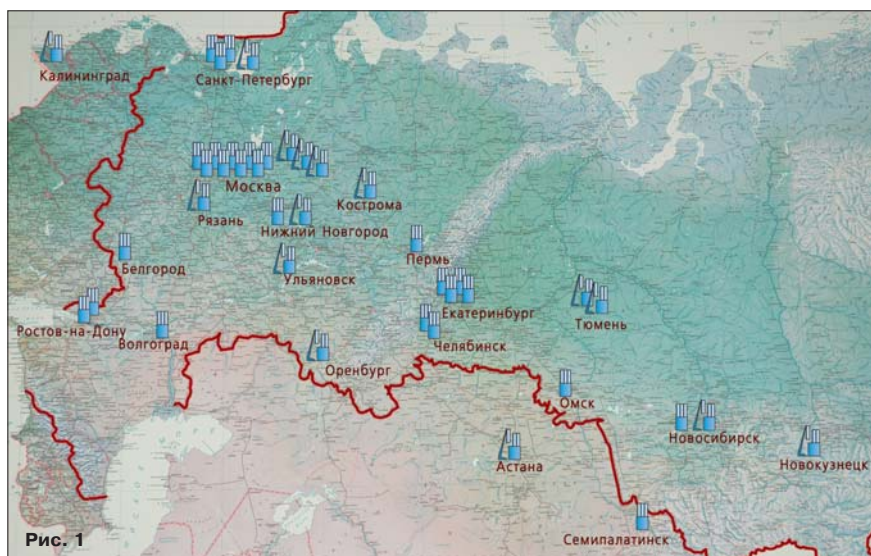 Калининград
Санкт-Петербург
Москва
Кострома
Рязань
Нижний Новгород
Пермь
Белгород
Ульяновск
Екатеринбург
Тюмень
Ростов-на-Дону
Волгоград
Челябинск
Оренбург
Омск
Новосибирск
Астана
Новокузнецк
Семипалатинск
Рис. 1